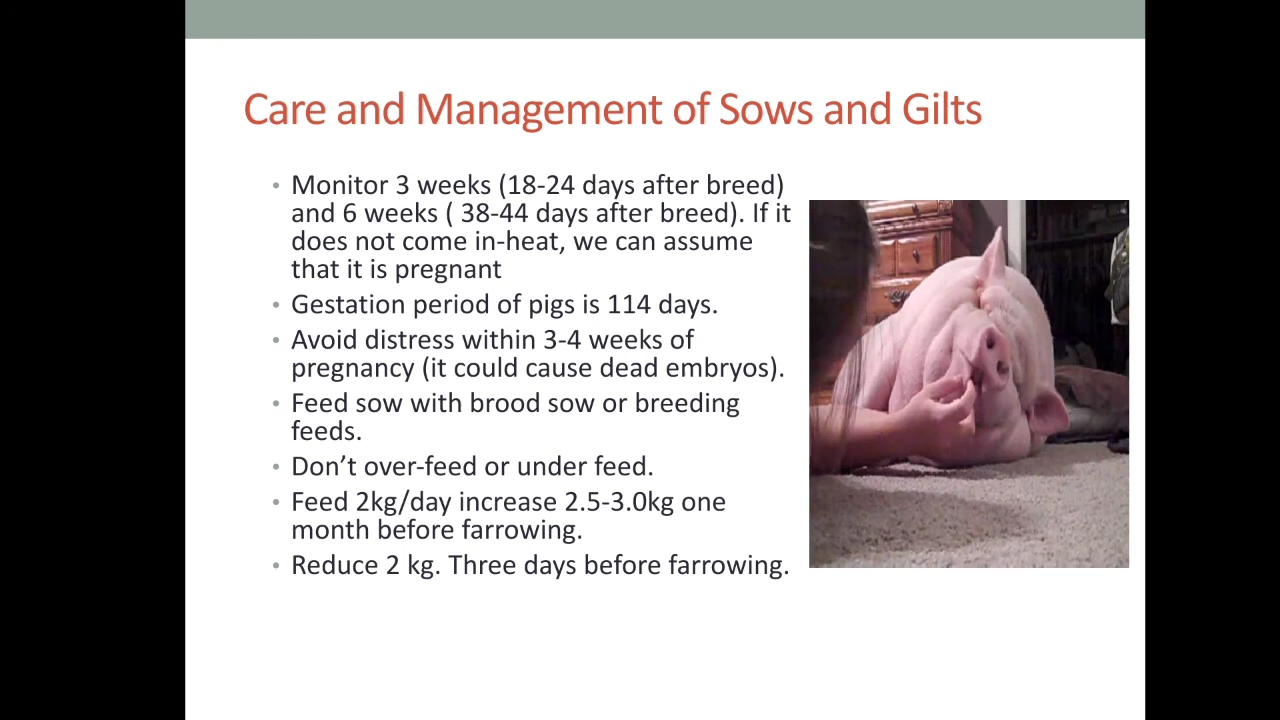 Care and Management of Sows and Gilts
• Monitor 3 weeks (18-24 days after breed)
and 6 weeks ( 38-44 days after breed). If it
does not come in-heat, we can assume
that it is pregnant
• Gestation period of pigs is 114 days.
• Avoid distress within 3-4 weeks of
pregnancy (it could cause dead embryos).
• Feed sow with brood sow or breeding
feeds.
• Don’t over-feed or under feed.
• Feed 2kg/day increase 2.5-3.0kg one
month before farrowing.
• Reduce 2 kg. Three days before farrowing.